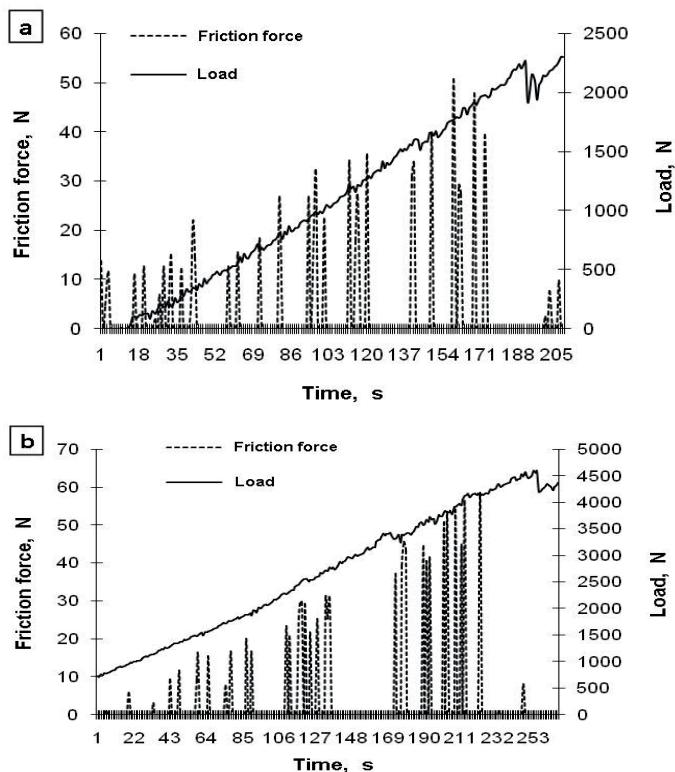 a
60
50
40
30
20
10
0
Friction force, N
Friction force
Load
2500
2000
1500
1000
500
0
Load, N
1 18 35 52 69 86 103 120 137 154 171 188 205
Time, s
b
70
60
50
40
30
20
10
0
Friction force, N
Friction force
Load
5000
4500
4000
3500
3000
2500
2000
1500
1000
500
0
Load, N
1 22 43 64 85 106 127 148 169 190 211 232 253
Time, s